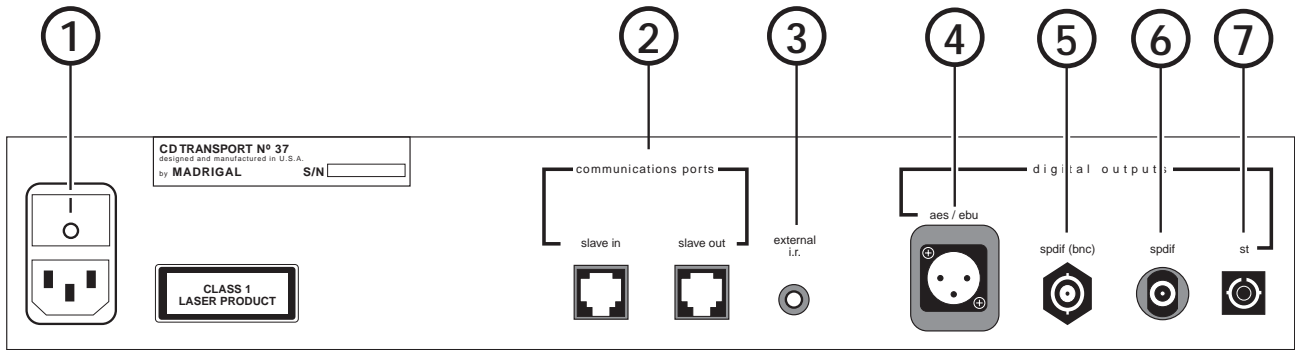 1 2 3 4 5 6 7
CD TRANSPORT Nº 37
designed and manufactured in U.S.A.
by MADRIGAL S/N
communications ports
digital outputs
aes / ebu
slave in slave out external i.r. spdif (bnc) spdif st
CLASS 1
LASER PRODUCT